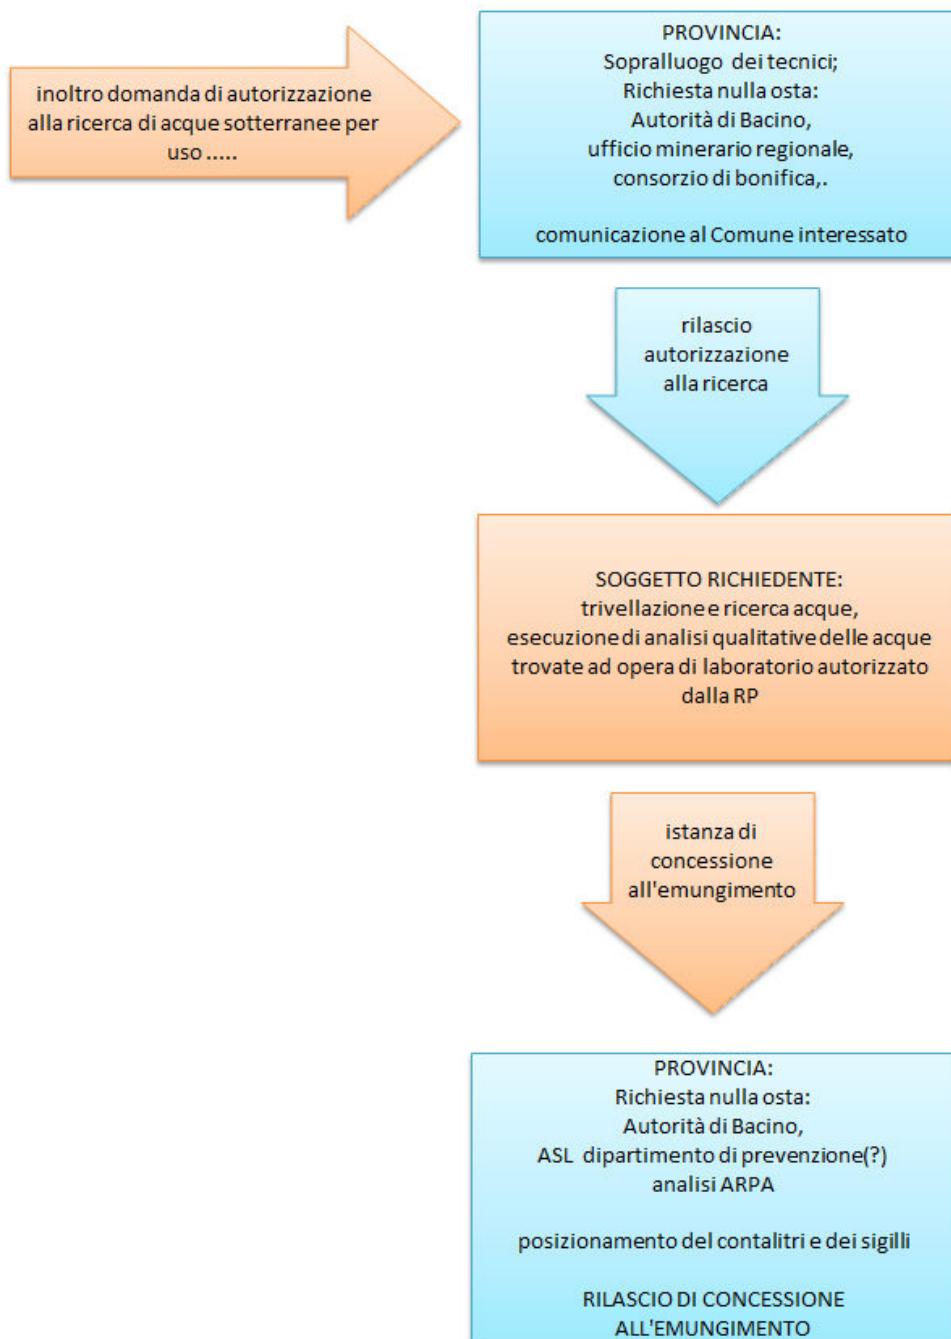 inoltro domanda di autorizzazione
alla ricerca di acque sotterranee per
uso .....
PROVINCIA:
Sopralluogo dei tecnici;
Richiesta nulla osta:
Autorità di Bacino,
ufficio minerario regionale,
consorzio di bonifica,.
comunicazione al Comune interessato
rilascio
autorizzazione
alla ricerca
SOGGETTO RICHIEDENTE:
trivellazione e ricerca acque,
esecuzione di analisi qualitative delle acque
trovate ad opera di laboratorio autorizzato
dalla RP
istanza di
concessione
all'emungimento
PROVINCIA:
Richiesta nulla osta:
Autorità di Bacino,
ASL dipartimento di prevenzione(?)
analisi ARPA
posizionamento del contalitri e dei sigilli
RILASCIO DI CONCESSIONE
ALL'EMUNGIMENTO